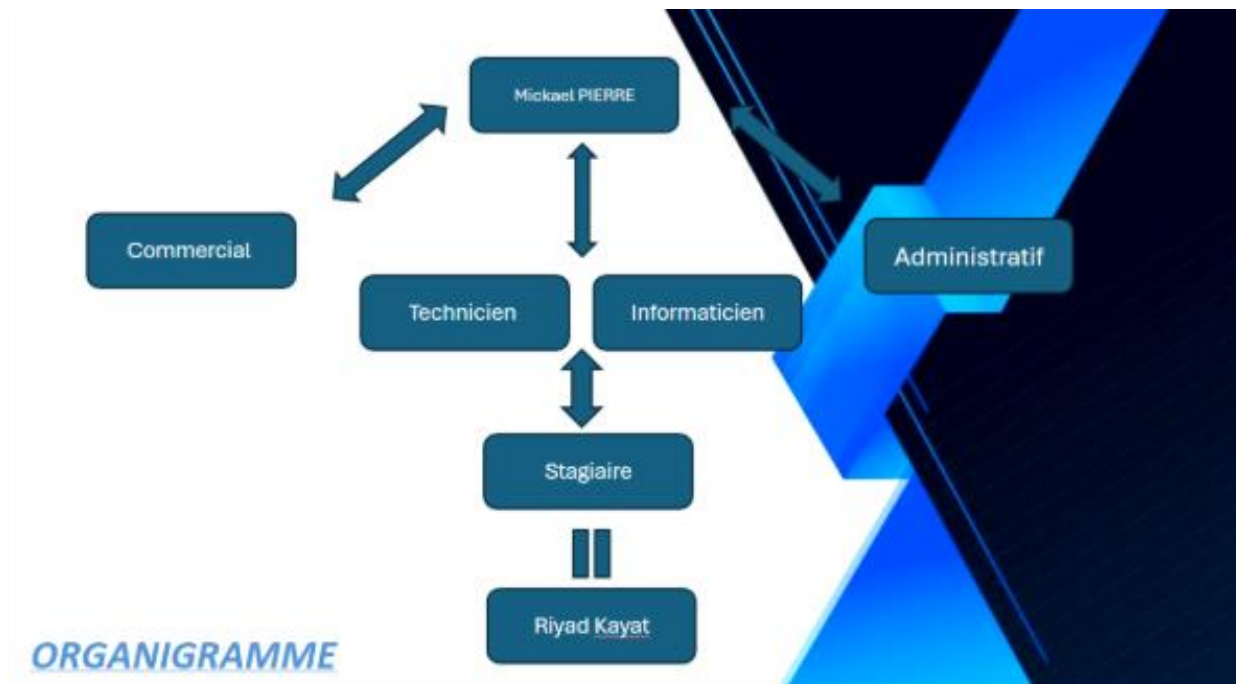 Mickael PIERRE
Commercial
Administratif
Technicien
Informaticien
Stagiaire
Riyad Kayat
ORGANIGRAMME